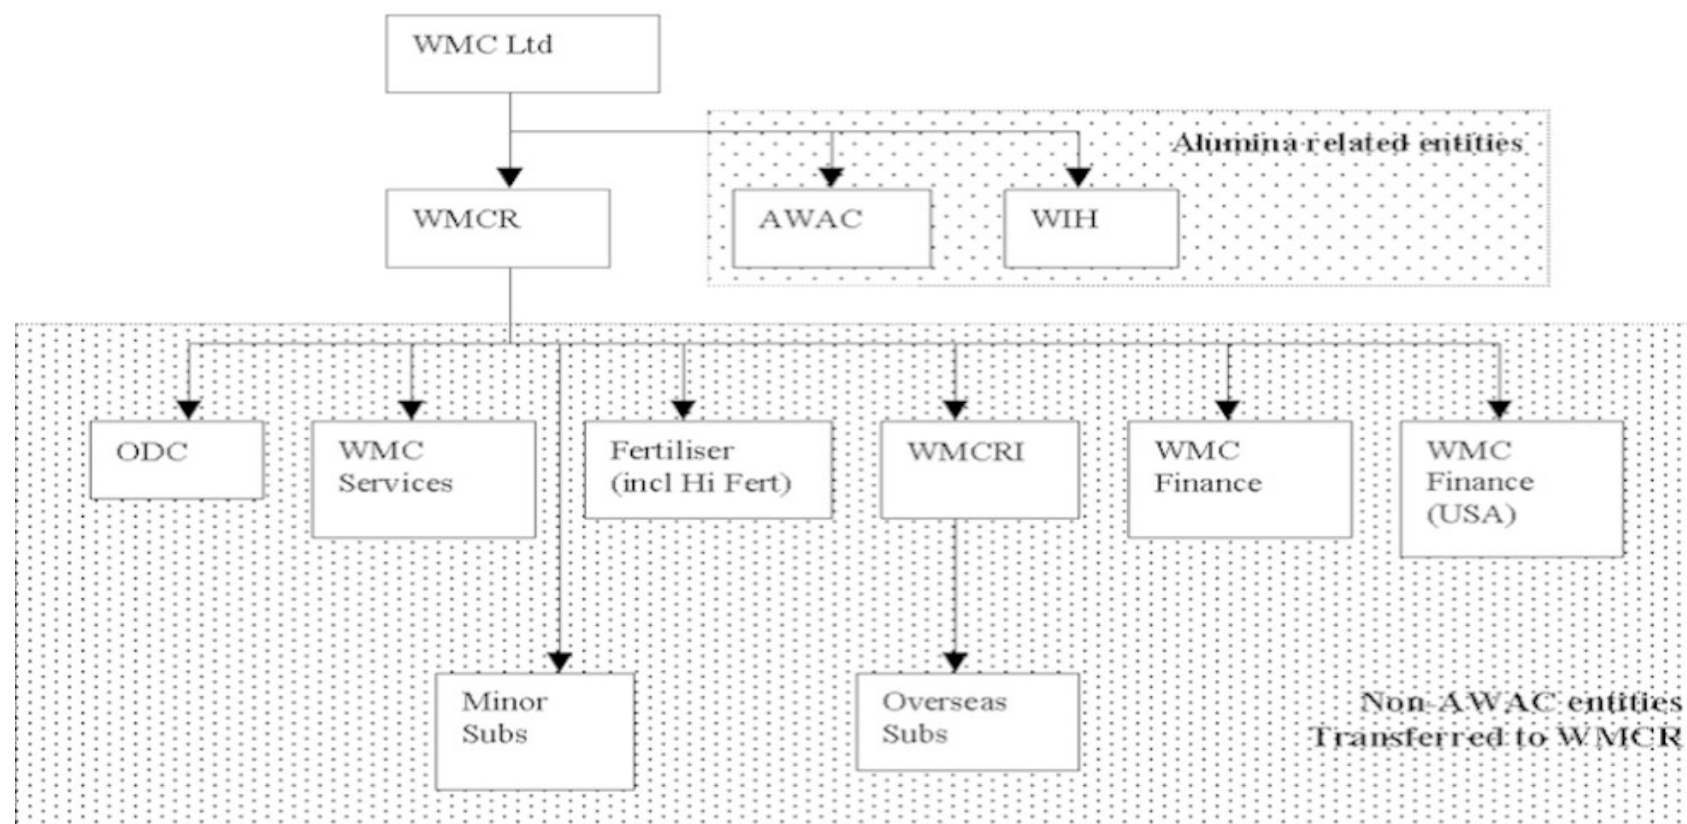 WMC Ltd
Alumina related entities
WMCR
AWAC
WIH
ODC
WMC
Services
Fertiliser
(incl Hi Fert)
WMCRI
WMC
Finance
WMC
Finance
(USA)
Minor
Subs
Overseas
Subs
Non-AWAC entities
Transferred to WMCR